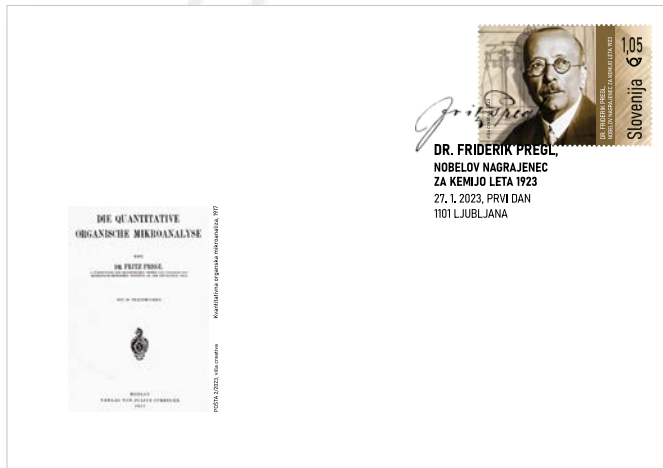 1,05
Slovenija
DR. FRIDERIK PREGL,
NOBELOV NAGRAJENEC ZA KEMIJO LETA 1923
Fritz Pregl
DR. FRIDERIK PREGL,
NOBELOV NAGRAJENEC
ZA KEMIJO LETA 1923
27. 1. 2023, PRVI DAN
1101 LJUBLJANA
DIE QUANTITATIVE
ORGANISCHE MIKROANALYSE
VON
DR. FRITZ PREGL
BERLIN
VERLAG VON JULIUS SPRINGER
1917
Kvantitativna organska mikroanaliza, 1917
POŠTA 2/2023, villa creativa